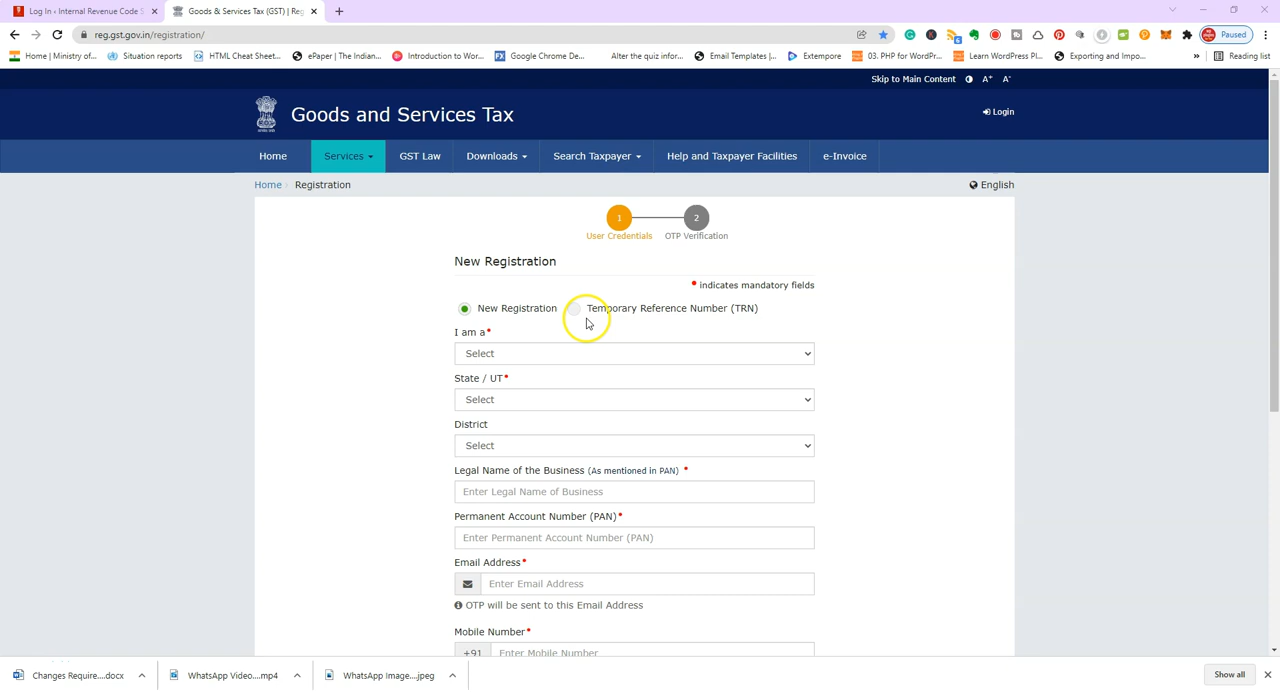 Log In ‹ Internal Revenue Code S
Goods & Services Tax (GST) | Reg
reg.gst.gov.in/registration/
Paused
Home | Ministry of...
Situation reports
HTML Cheat Sheet...
ePaper | The Indian...
Introduction to Wor...
Google Chrome De...
Alter the quiz infor...
Email Templates |...
Extempore
03. PHP for WordPr...
Learn WordPress Pl...
Exporting and Impo...
»
Reading list
Skip to Main Content
A+
A-
Goods and Services Tax
Login
Home
Services
GST Law
Downloads
Search Taxpayer
Help and Taxpayer Facilities
e-Invoice
Home
Registration
English
1
2
User Credentials
OTP Verification
New Registration
• indicates mandatory fields
New Registration
Temporary Reference Number (TRN)
I am a•
Select
State / UT•
Select
District
Select
Legal Name of the Business (As mentioned in PAN) •
Enter Legal Name of Business
Permanent Account Number (PAN)•
Enter Permanent Account Number (PAN)
Email Address•
Enter Email Address
OTP will be sent to this Email Address
Mobile Number•
+91
Enter Mobile Number
Changes Require....docx
WhatsApp Video....mp4
WhatsApp Image....jpeg
Show all